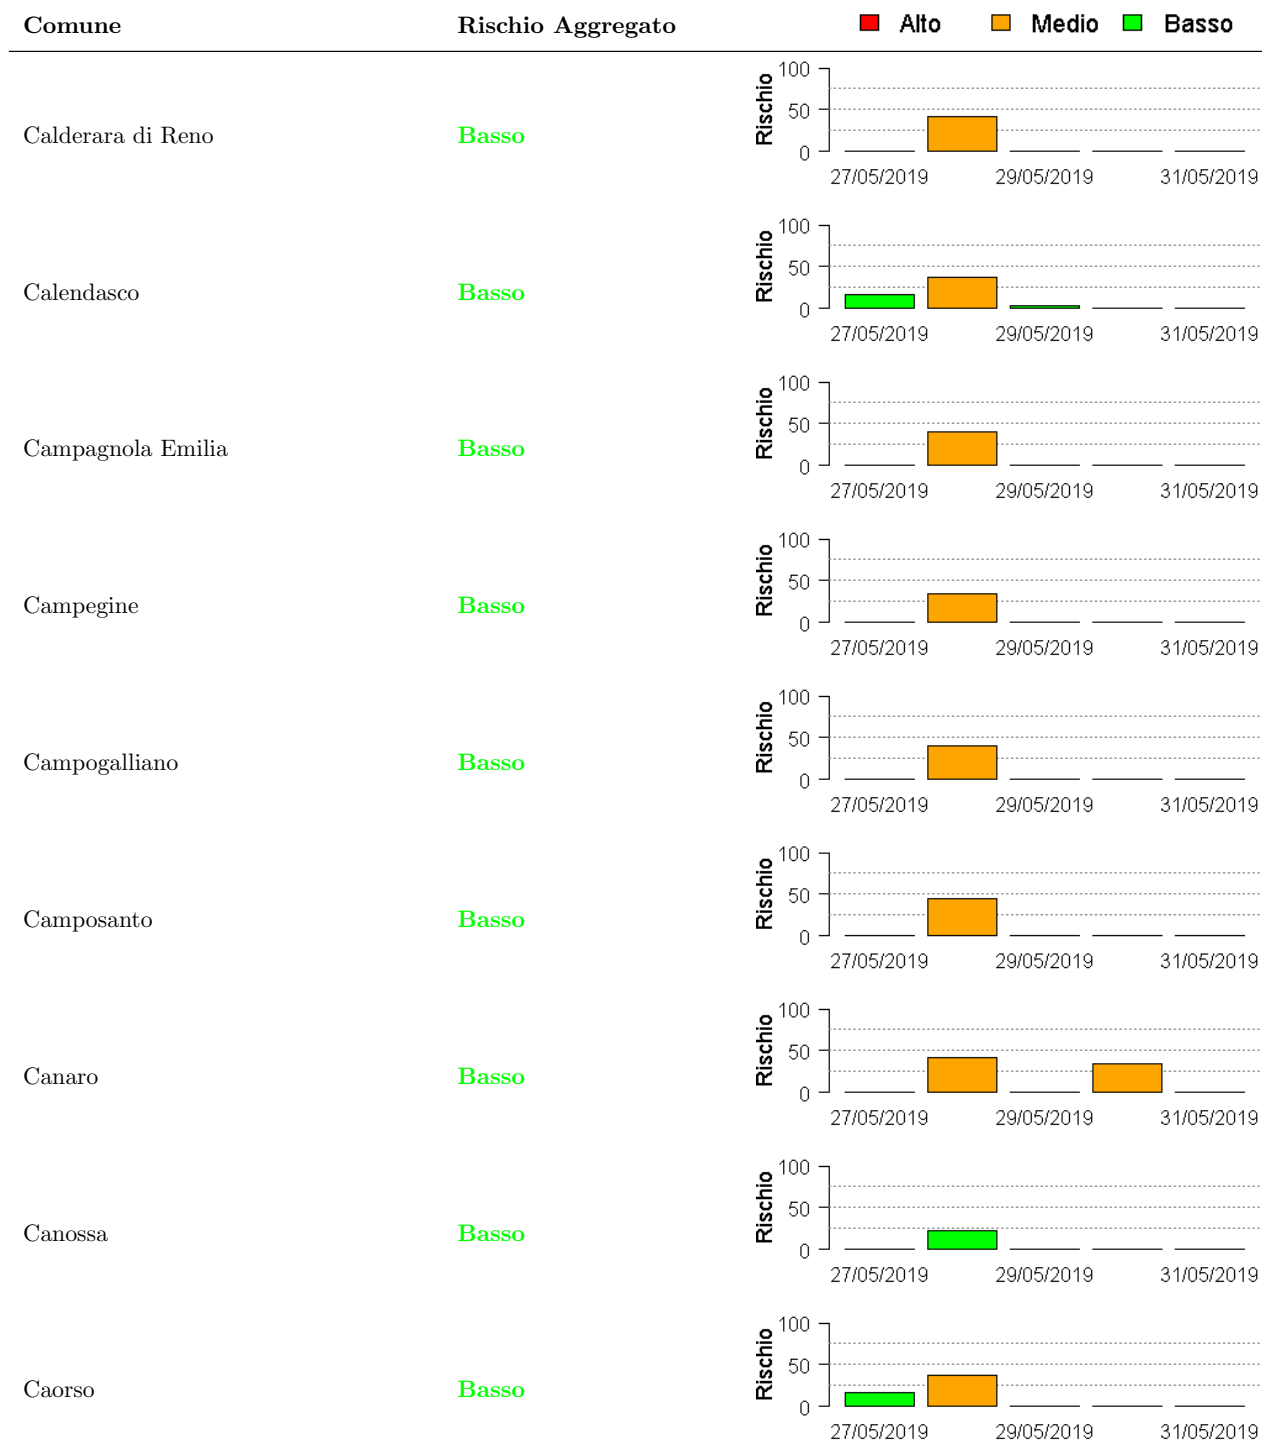 Comune Rischio Aggregato Alto Medio Basso
Calderara di Reno Basso Rischio 100 50 0
27/05/2019 29/05/2019 31/05/2019
Calendasco Basso Rischio 100 50 0
27/05/2019 29/05/2019 31/05/2019
Campagnola Emilia Basso Rischio 100 50 0
27/05/2019 29/05/2019 31/05/2019
Campegine Basso Rischio 100 50 0
27/05/2019 29/05/2019 31/05/2019
Campogalliano Basso Rischio 100 50 0
27/05/2019 29/05/2019 31/05/2019
Camposanto Basso Rischio 100 50 0
27/05/2019 29/05/2019 31/05/2019
Canaro Basso Rischio 100 50 0
27/05/2019 29/05/2019 31/05/2019
Canossa Basso Rischio 100 50 0
27/05/2019 29/05/2019 31/05/2019
Caorso Basso Rischio 100 50 0
27/05/2019 29/05/2019 31/05/2019